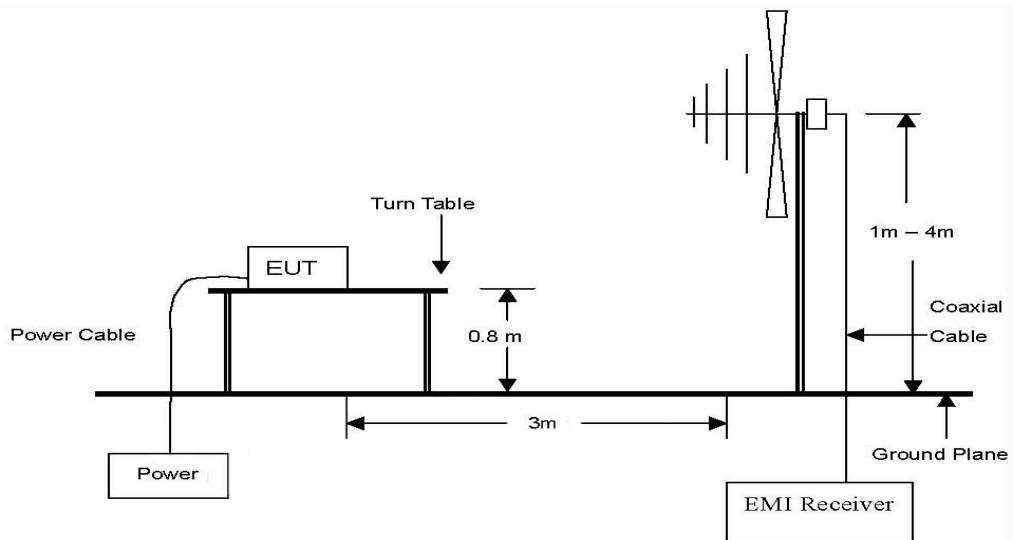 Turn Table
EUT
1m – 4m
Power Cable
0.8 m
Coaxial
Cable
3m
Ground Plane
Power
EMI Receiver